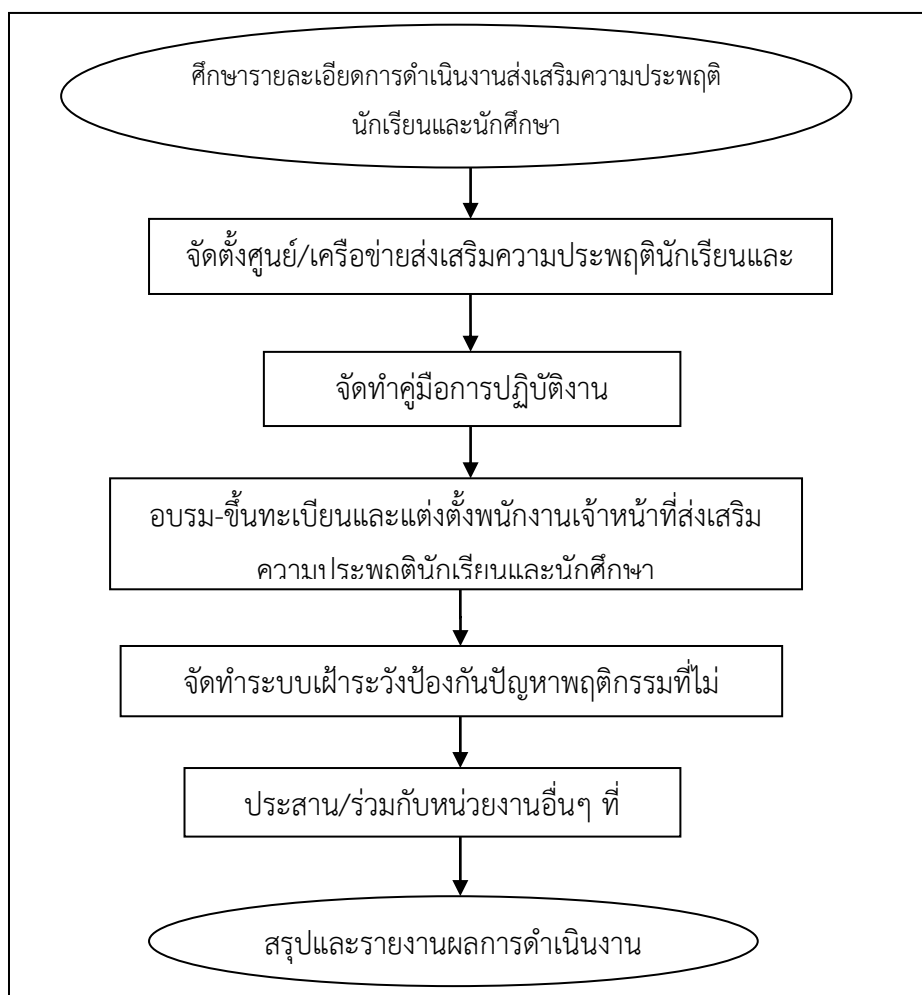 ศึกษารายละเอียดการดำเนินงานส่งเสริมความประพฤติ
นักเรียนและนักศึกษา
จัดตั้งศูนย์/เครือข่ายส่งเสริมความประพฤตินักเรียนและ
จัดทำคู่มือการปฏิบัติงาน
อบรม-ขึ้นทะเบียนและแต่งตั้งพนักงานเจ้าหน้าที่ส่งเสริม
ความประพฤตินักเรียนและนักศึกษา
จัดทำระบบเฝ้าระวังป้องกันปัญหาพฤติกรรมที่ไม่
ประสาน/ร่วมกับหน่วยงานอื่นๆ ที่
สรุปและรายงานผลการดำเนินงาน